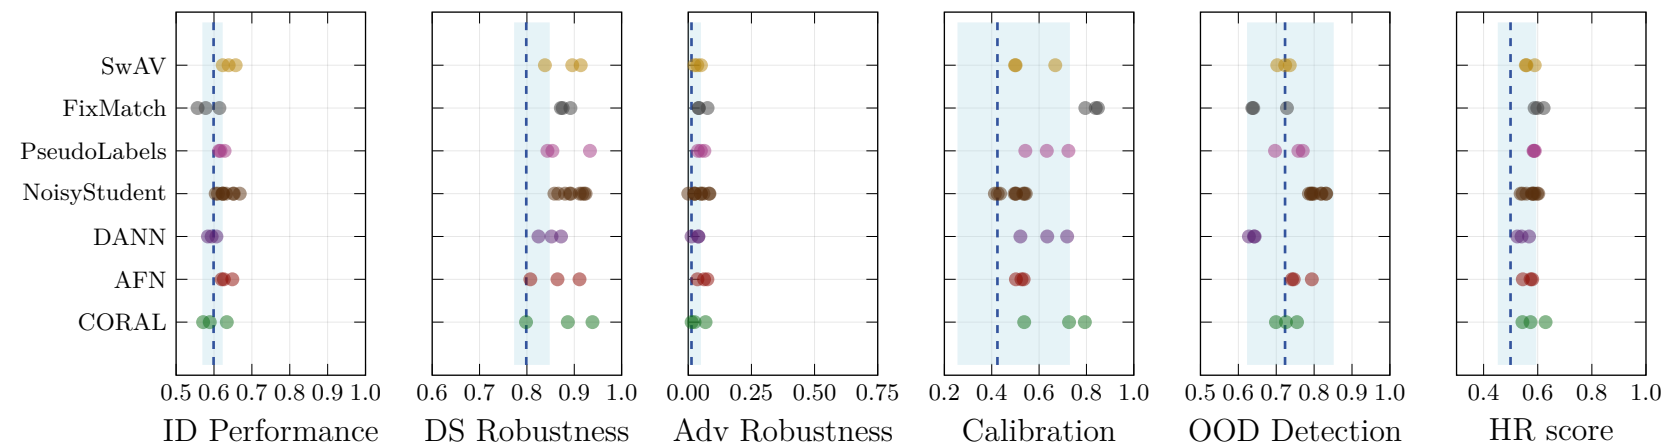 SwAV
FixMatch
PseudoLabels
NoisyStudent
DANN
AFN
CORAL
0.5 0.6 0.7 0.8 0.9 1.0
ID Performance
0.6 0.7 0.8 0.9 1.0
DS Robustness
0.00 0.25 0.50 0.75
Adv Robustness
0.2 0.4 0.6 0.8 1.0
Calibration
0.5 0.6 0.7 0.8 0.9 1.0
OOD Detection
0.4 0.6 0.8 1.0
HR score